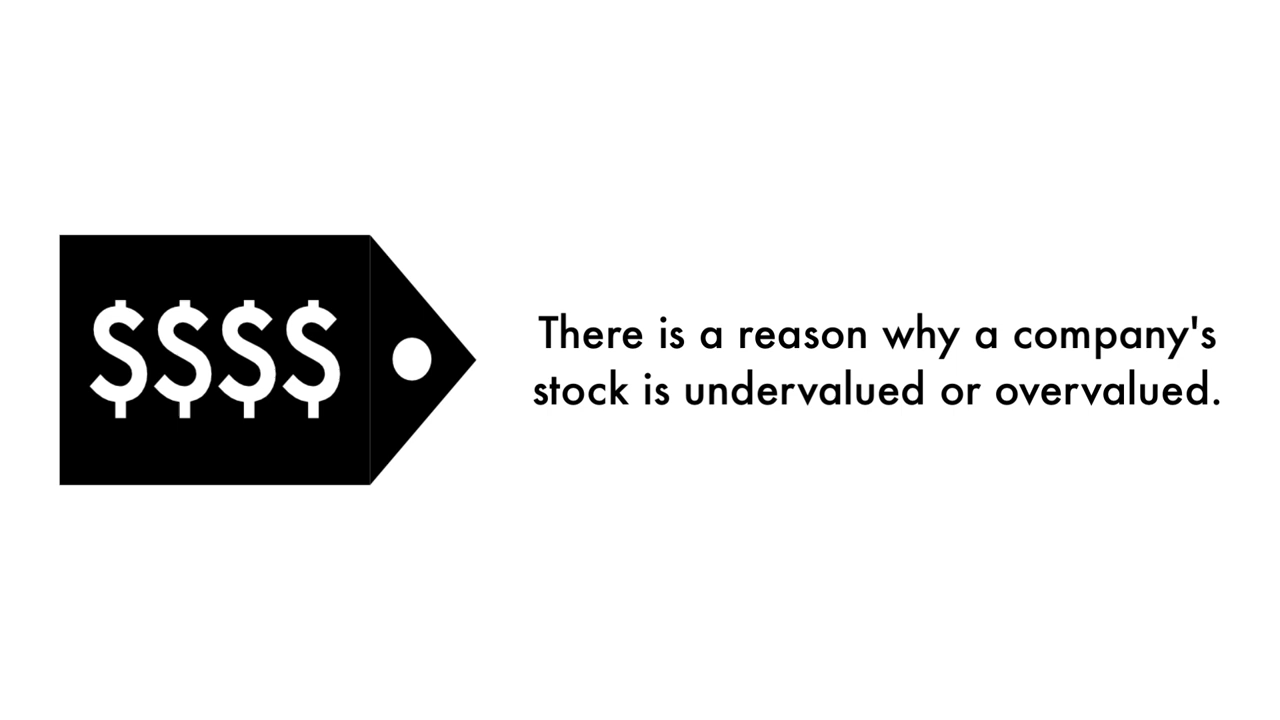 $$$$
There is a reason why a company's
stock is undervalued or overvalued.